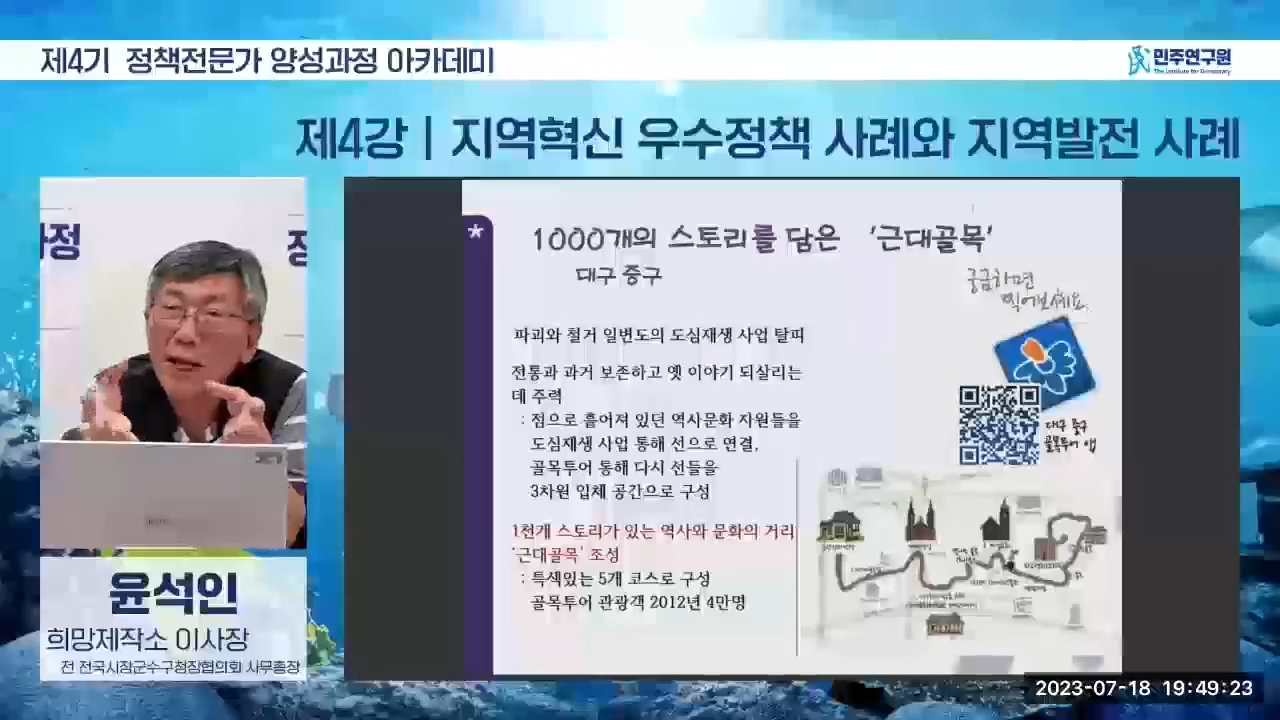 제4기 정책전문가 양성과정 아카데미
민주연구원
The Institute for Democracy
제4강 | 지역혁신 우수정책 사례와 지역발전 사례
정
*
1000개의 스토리를 담은 '근대골목'
대구 중구
궁금하면
찍어보세요.
파괴와 철거 일변도의 도심재생 사업 탈피
전통과 과거 보존하고 옛 이야기 되살리는
데 주력
: 점으로 흩어져 있던 역사문화 자원들을
도심재생 사업 통해 선으로 연결,
골목투어 통해 다시 선들을
3차원 입체 공간으로 구성
대구 중구
골목투어 앱
1천개 스토리가 있는 역사와 문화의 거리
'근대골목' 조성
: 특색있는 5개 코스로 구성
골목투어 관광객 2012년 4만명
윤석인
희망제작소 이사장
전 전국시장군수구청장협의회 사무총장
2023-07-18 19:49:23